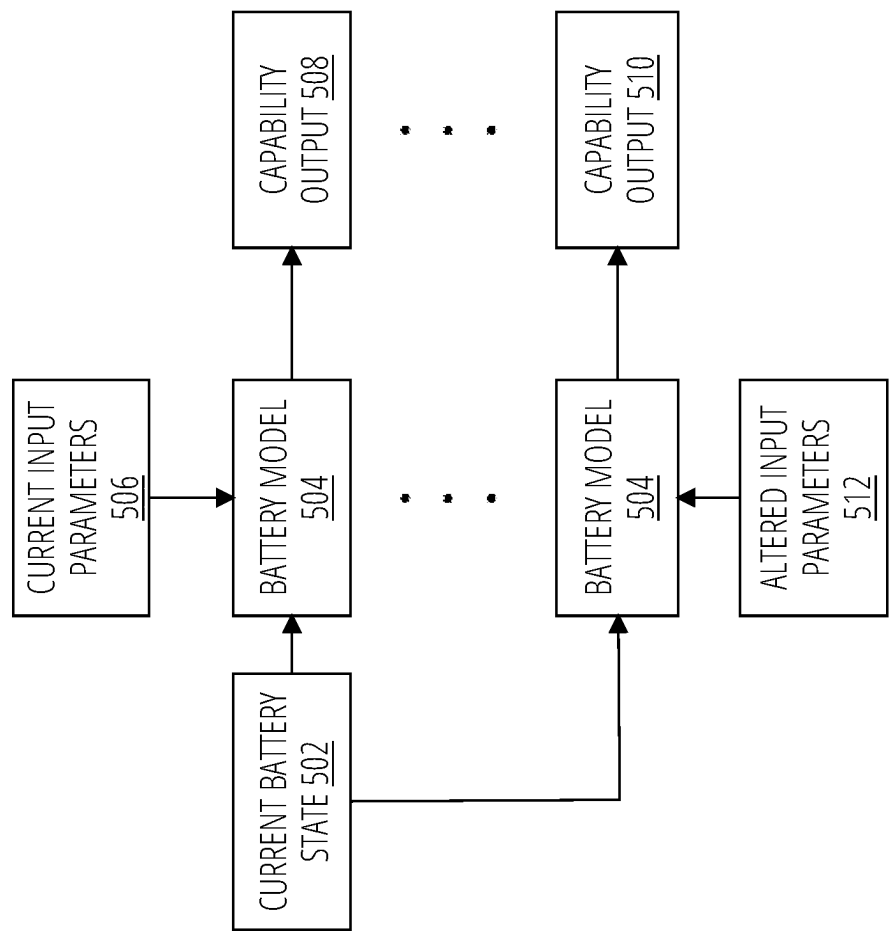 CURRENT INPUT
PARAMETERS
506
CURRENT BATTERY
STATE 502
BATTERY MODEL
504
CAPABILITY
OUTPUT 508
BATTERY MODEL
504
CAPABILITY
OUTPUT 510
ALTERED INPUT
PARAMETERS
512